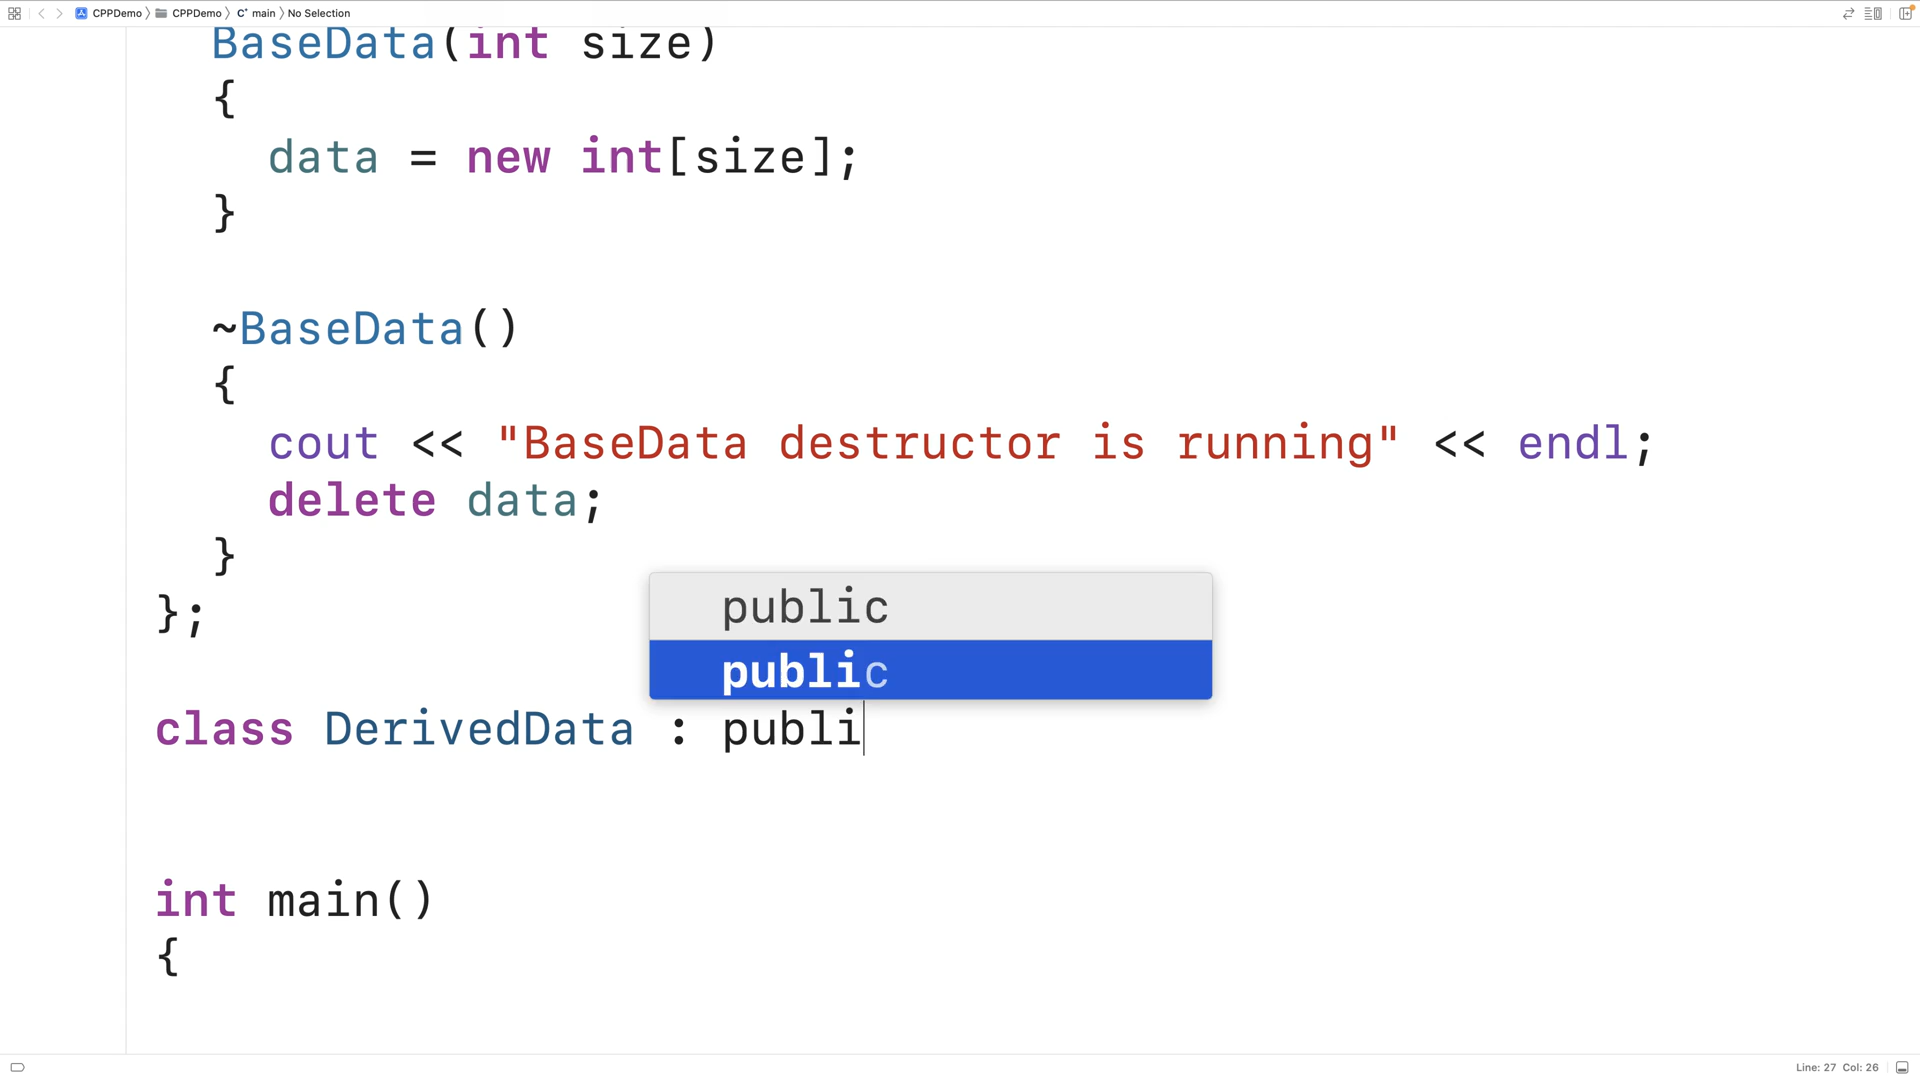 CPPDemo CPPDemo C+ main No Selection
BaseData(int size)
{
data = new int[size];
}
~BaseData()
{
cout << "BaseData destructor is running" << endl;
delete data;
}
};
public
public
class DerivedData : publi
int main()
{
Line: 27 Col: 26